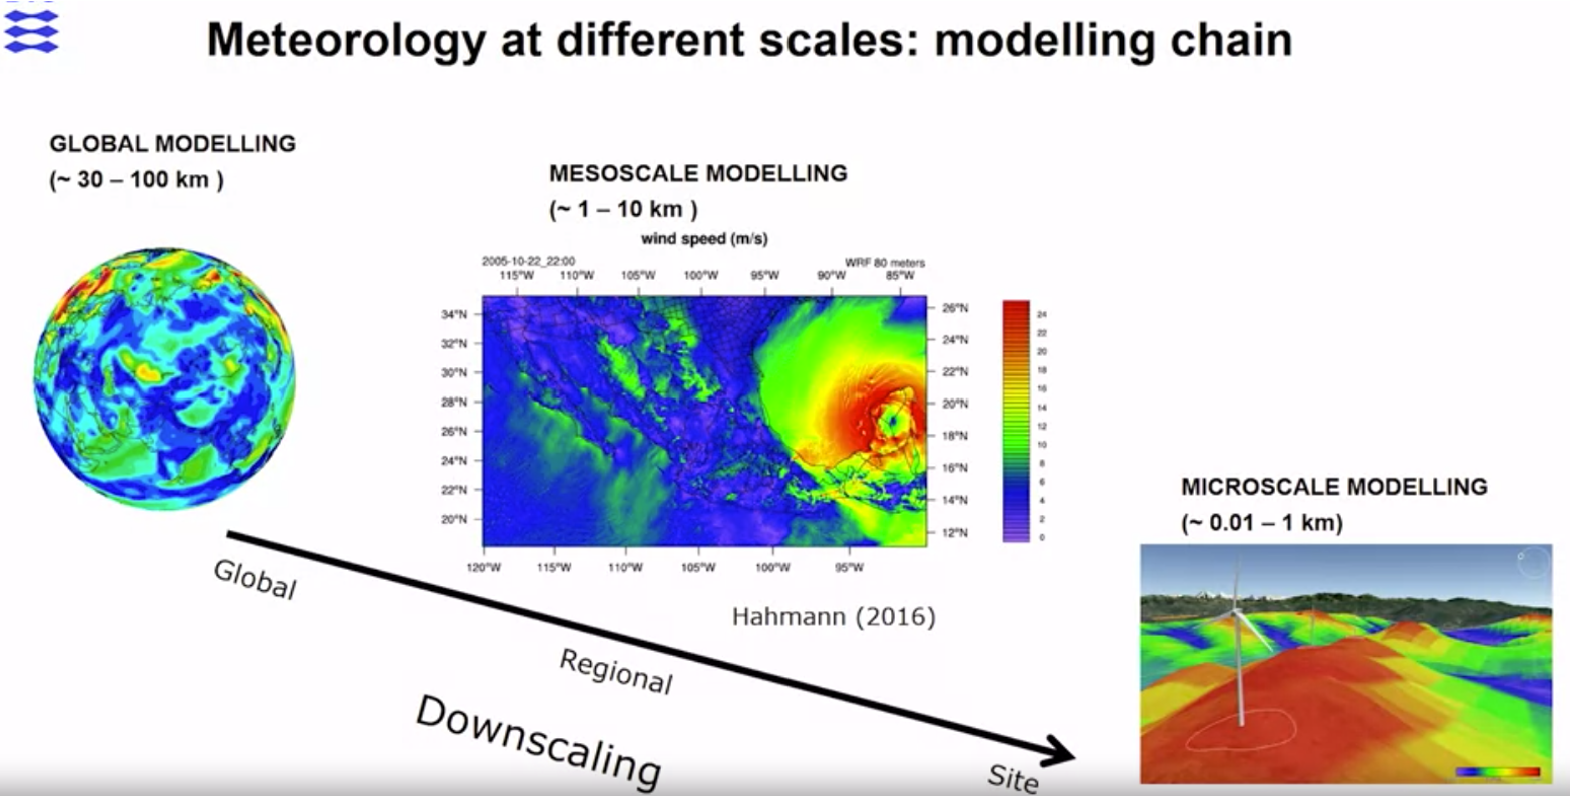 Meteorology at different scales: modelling chain
GLOBAL MODELLING
(~ 30 – 100 km )
MESOSCALE MODELLING
(~ 1 – 10 km )
wind speed (m/s)
2005-10-22_22:00
WRF 80 meters
115°W 110°W 105°W 100°W 95°W 90°W 85°W
34°N
32°N
30°N
28°N
26°N
24°N
22°N
20°N
26°N
24°N
22°N
20°N
18°N
16°N
14°N
12°N
24
22
20
18
16
14
12
10
8
6
4
2
0
120°W 115°W 110°W 105°W 100°W 95°W
Hahmann (2016)
MICROSCALE MODELLING
(~ 0.01 – 1 km)
Global
Regional
Downscaling
Site